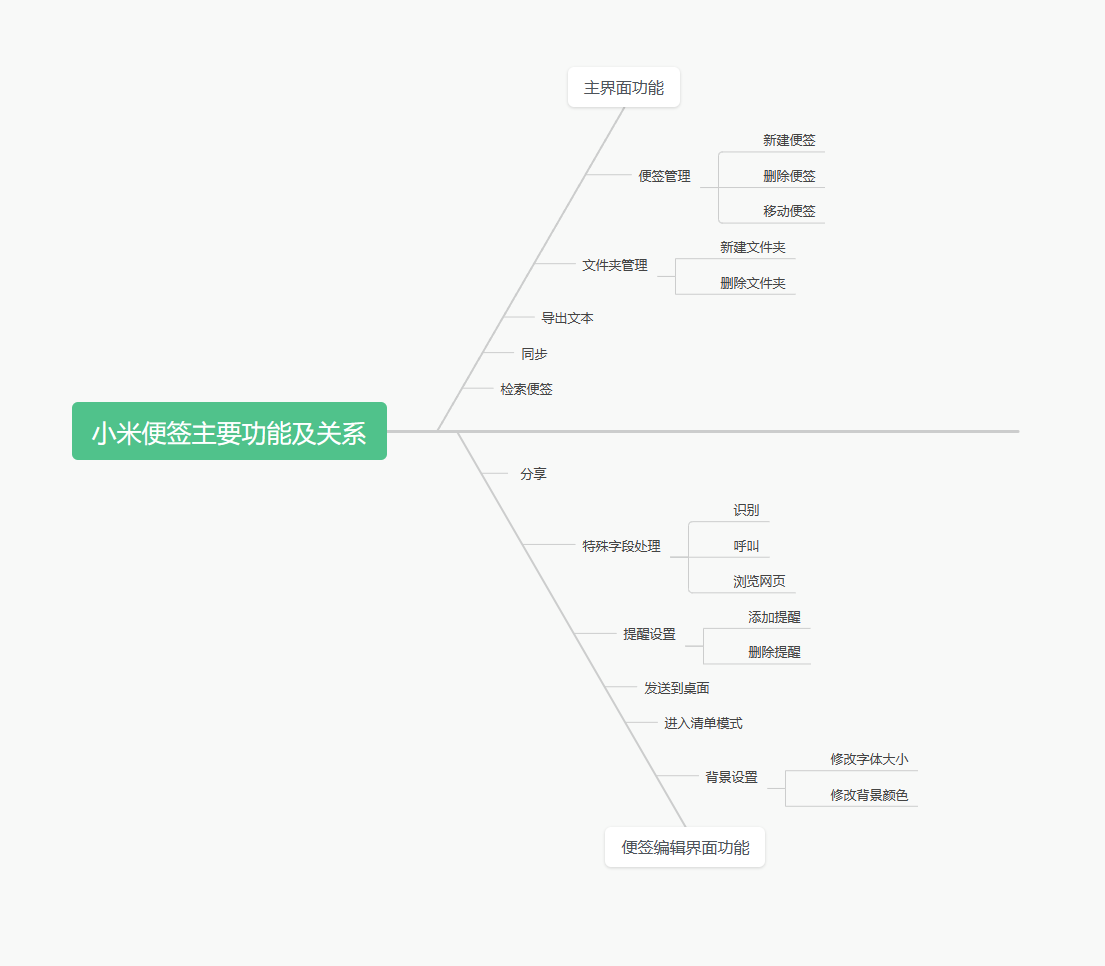 主界面功能
新建便签
便签管理
删除便签
移动便签
新建文件夹
文件夹管理
删除文件夹
导出文本
同步
检索便签
小米便签主要功能及关系
分享
识别
特殊字段处理
呼叫
浏览网页
添加提醒
提醒设置
删除提醒
发送到桌面
进入清单模式
修改字体大小
背景设置
修改背景颜色
便签编辑界面功能